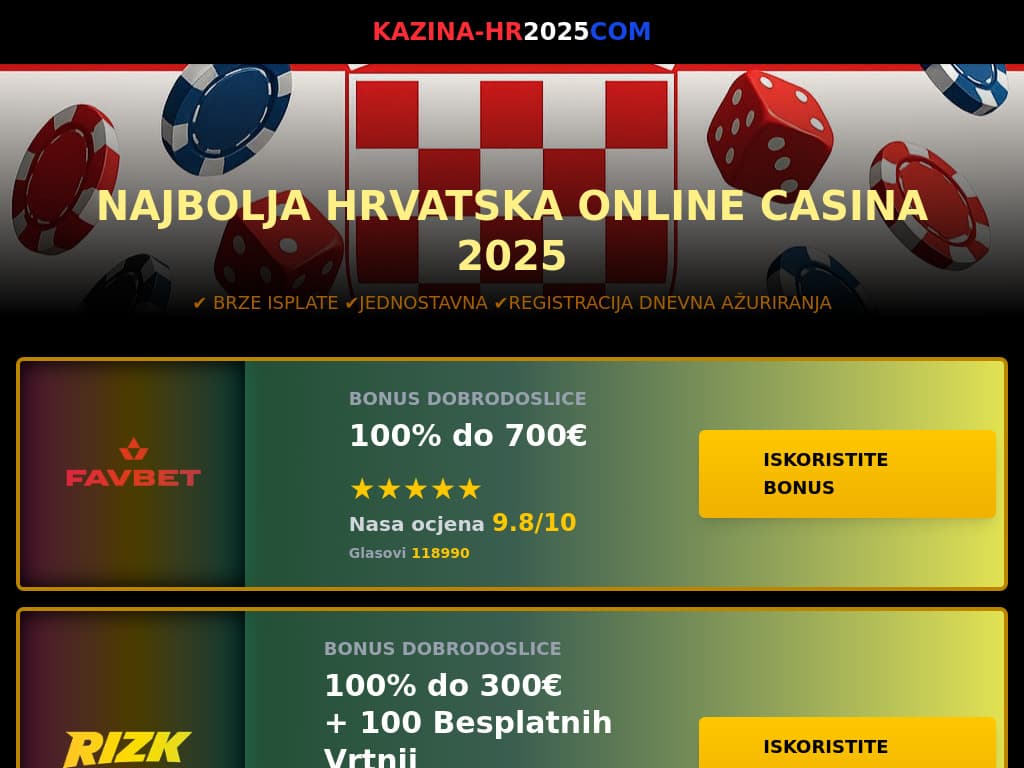 KAZINA-HR2025COM
NAJBOLJA HRVATSKA ONLINE CASINA
2025
✔ BRZE ISPLATE ✔JEDNOSTAVNA ✔REGISTRACIJA DNEVNA AŽURIRANJA
FAVBET
BONUS DOBRODOSLICE
100% do 700€
★★★★★
Nasa ocjena 9.8/10
Glasovi 118990
ISKORISTITE
BONUS
RIZK
BONUS DOBRODOSLICE
100% do 300€
+ 100 Besplatnih
Vrtnji
ISKORISTITE